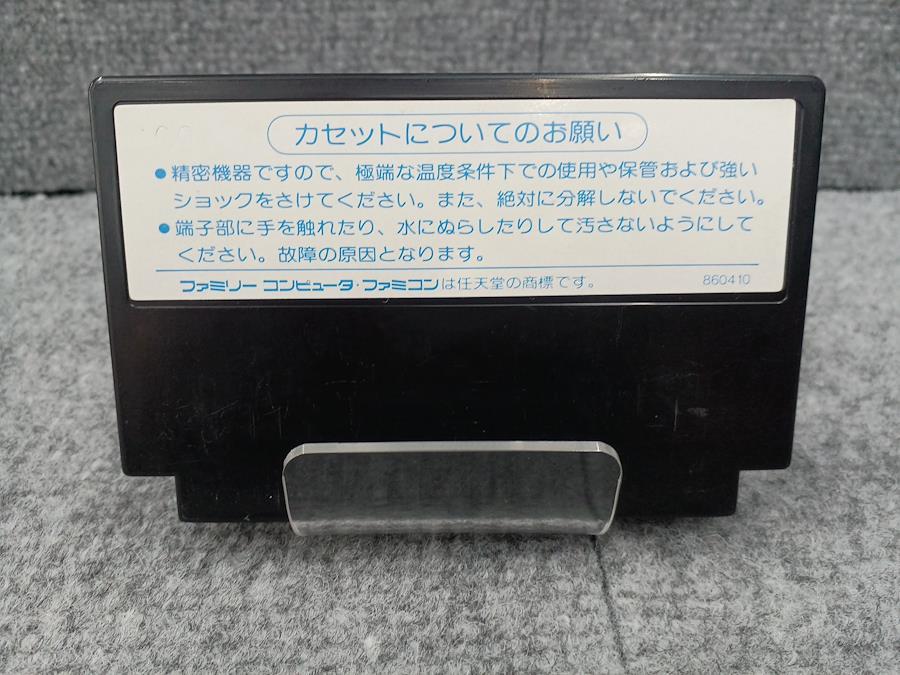 カセットについてのお願い
●精密機器ですので、極端な温度条件下での使用や保管および強い
ショックをさけてください。また、絶対に分解しないでください。
●端子部に手を触れたり、水にぬらしたりして汚さないようにして
ください。故障の原因となります。
ファミリー コンピュータ・ファミコンは任天堂の商標です。 860410